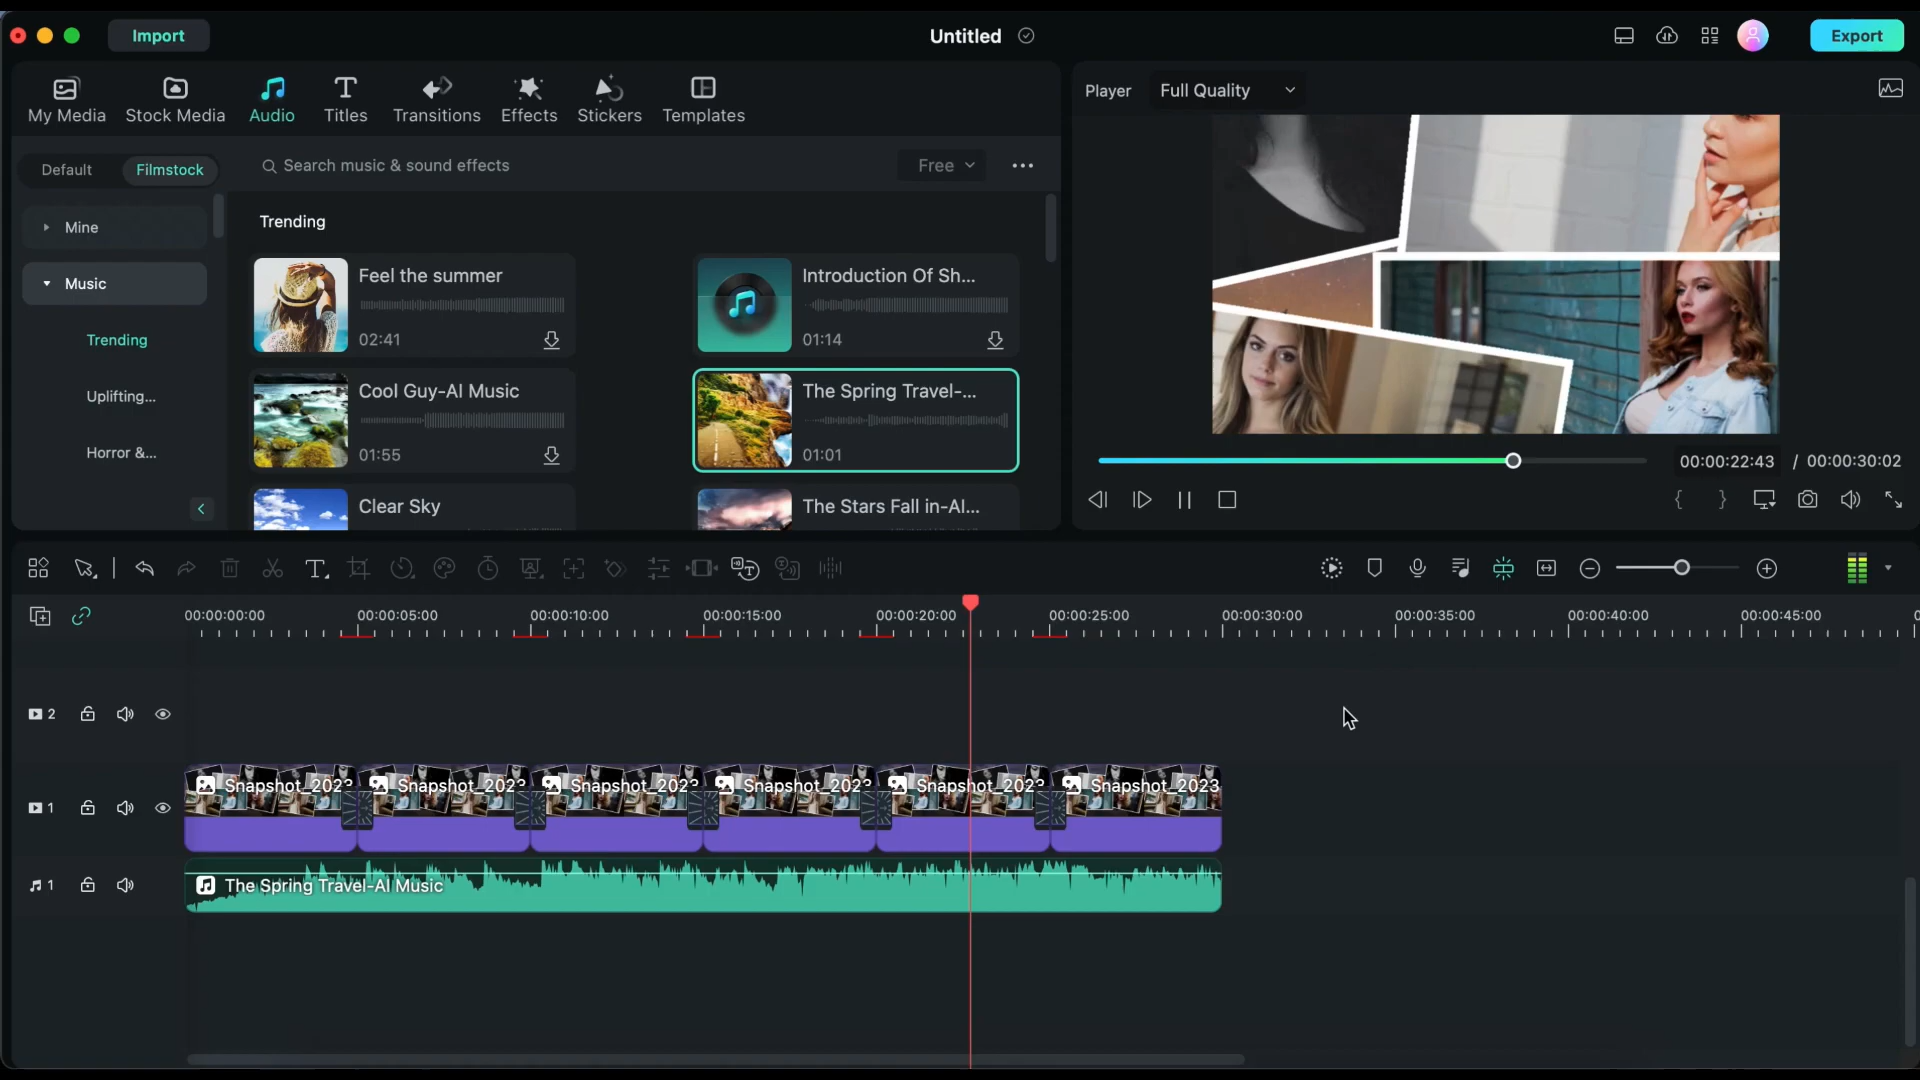 Import
Untitled
Export
My Media
Stock Media
Audio
Titles
Transitions
Effects
Stickers
Templates
Player
Full Quality
Default
Filmstock
Search music & sound effects
Free
Mine
Music
Trending
Uplifting...
Horror &...
Trending
Feel the summer
02:41
Introduction Of Sh...
01:14
Cool Guy-AI Music
01:55
The Spring Travel-...
01:01
Clear Sky
The Stars Fall in-AI...
00:00:22:43 / 00:00:30:02
00:00:00:00 00:00:05:00 00:00:10:00 00:00:15:00 00:00:20:00 00:00:25:00 00:00:30:00 00:00:35:00 00:00:40:00 00:00:45:00
2
1
Snapshot_202 Snapshot_202 Snapshot_202 Snapshot_202 Snapshot_202 Snapshot_2023
1
The Spring Travel-AI Music